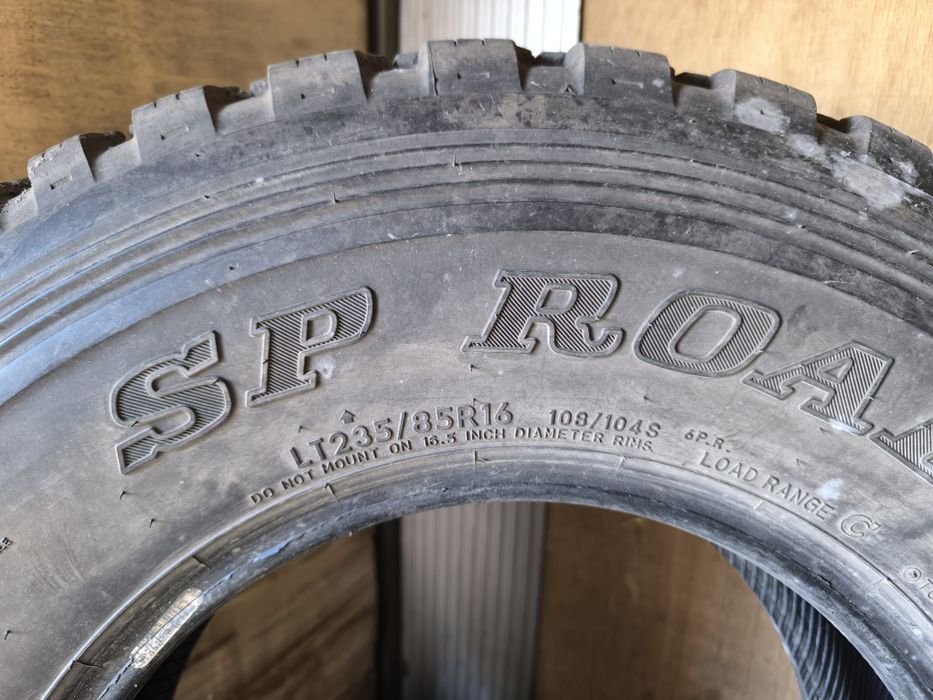 SP ROA
LT235/85R16 108/104S 6P.R.
DO NOT MOUNT ON 16.5 INCH DIAMETER RIMS.
LOAD RANGE C